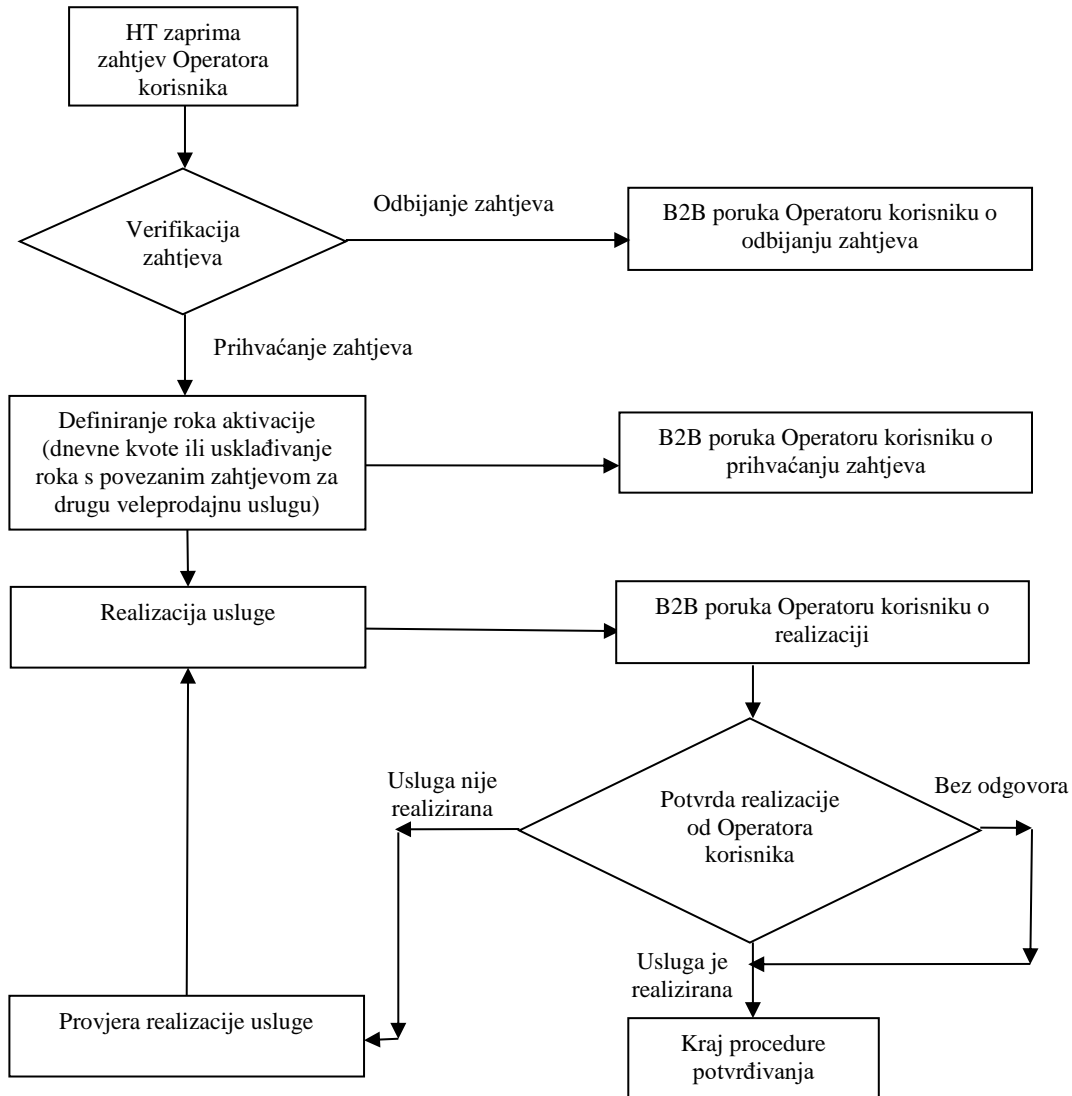 HT zaprima
zahtjev Operatora
korisnika
Verifikacija
zahtjeva
Odbijanje zahtjeva
B2B poruka Operatoru korisniku o
odbijanju zahtjeva
Prihvaćanje zahtjeva
Definiranje roka aktivacije
(dnevne kvote ili usklađivanje
roka s povezanim zahtjevom za
drugu veleprodajnu uslugu)
B2B poruka Operatoru korisniku o
prihvaćanju zahtjeva
Realizacija usluge
B2B poruka Operatoru korisniku o
realizaciji
Usluga nije
realizirana
Potvrda realizacije
od Operatora
korisnika
Bez odgovora
Usluga je
realizirana
Provjera realizacije usluge
Kraj procedure
potvrđivanja